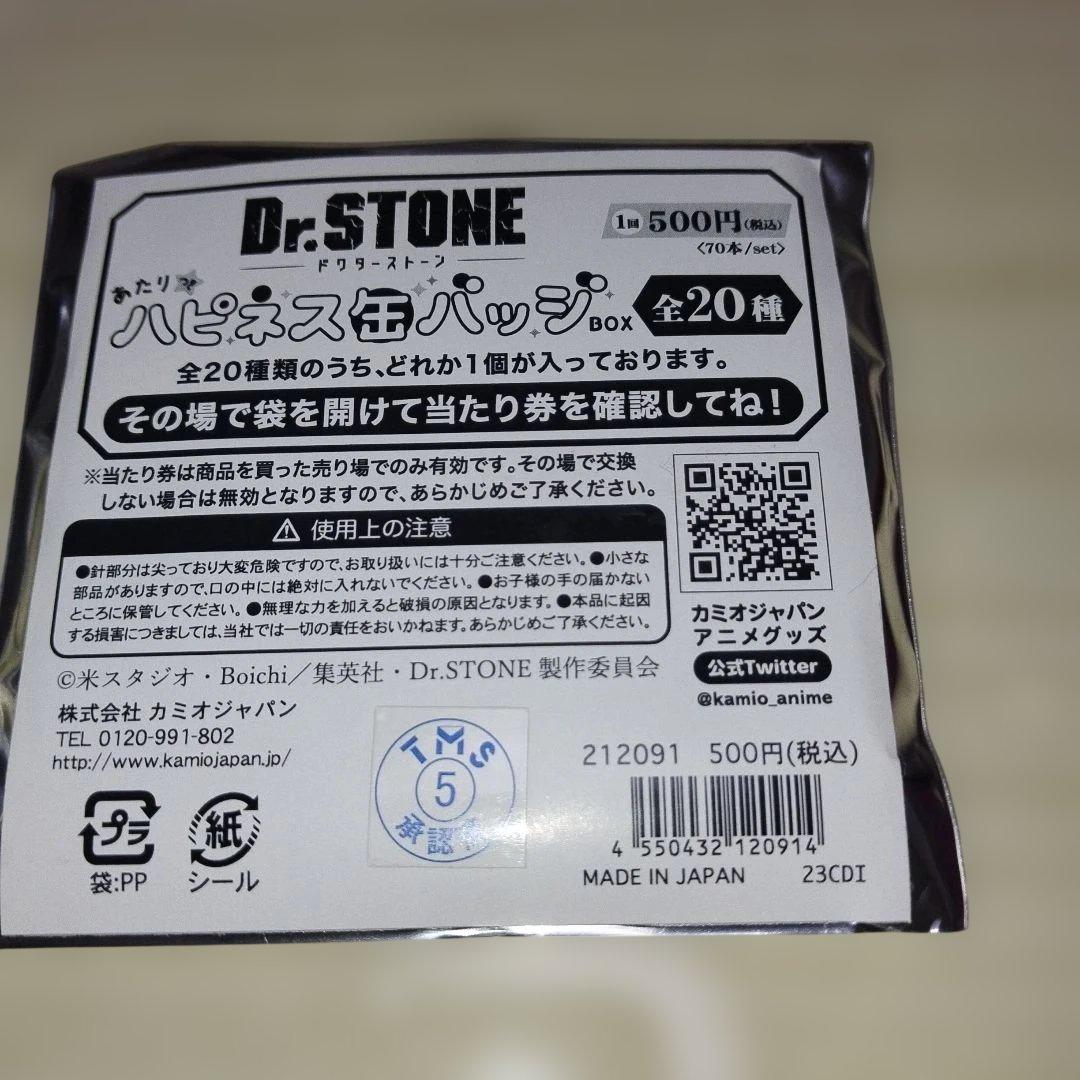 Dr.STONE
ドクターストーン
1回 500円(税込)
〈70本/set〉
あたりつき
ハピネス缶バッジBOX
全20種
全20種類のうち、どれか1個が入っております。
その場で袋を開けて当たり券を確認してね！
※当たり券は商品を買った売り場でのみ有効です。その場で交換
しない場合は無効となりますので、あらかじめご了承ください。
⚠ 使用上の注意
●針部分は尖っており大変危険ですので、お取り扱いには十分ご注意ください。●小さな
部品がありますので、口の中には絶対に入れないでください。●お子様の手の届かない
ところに保管してください。●無理な力を加えると破損の原因となります。●本品に起因
する損害につきましては、当社では一切の責任をおいかねます。あらかじめご了承ください。
カミオジャパン
アニメグッズ
公式Twitter
@kamio_anime
©米スタジオ・Boichi／集英社・Dr.STONE 製作委員会
株式会社 カミオジャパン
TEL 0120-991-802
http://www.kamiojapan.jp/
プラ
袋:PP
紙
シール
TMS
5
承認
212091 500円(税込)
4 550432 120914
MADE IN JAPAN 23CDI